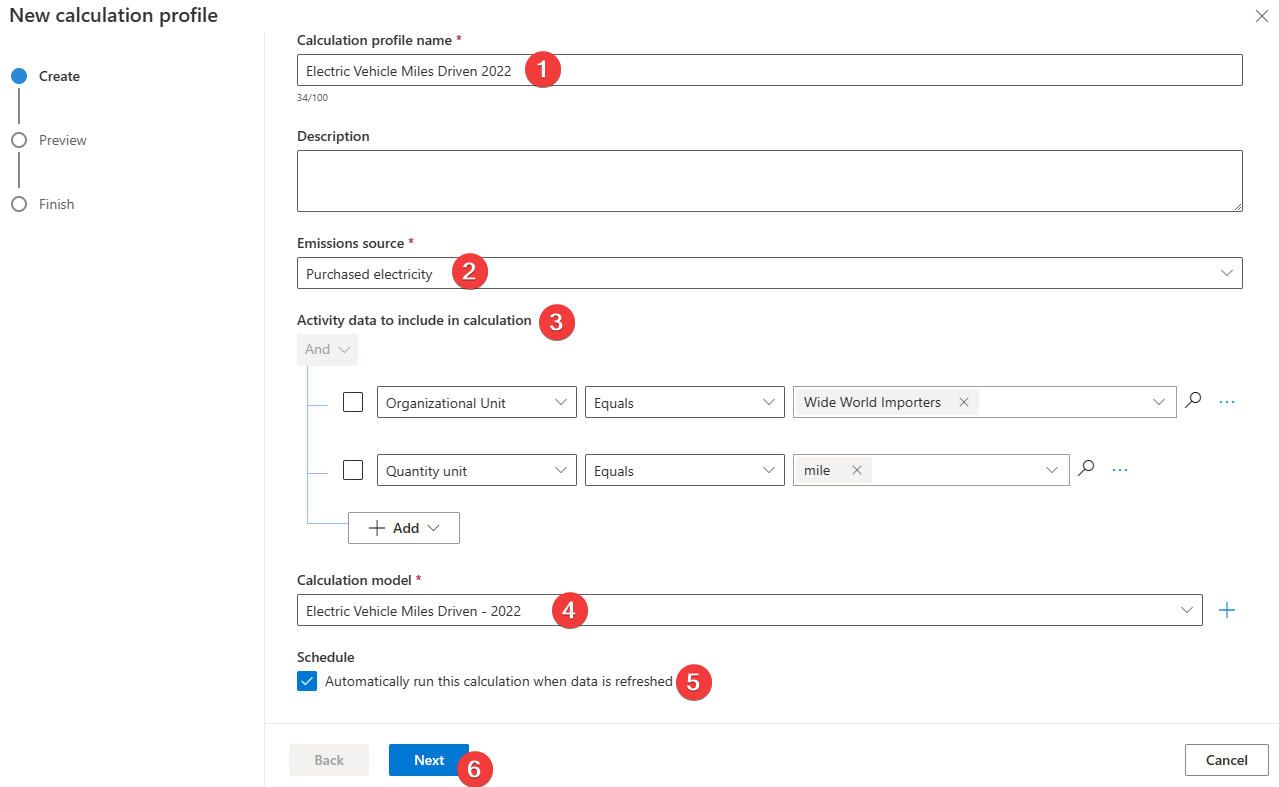 New calculation profile
Create
Preview
Finish
Calculation profile name *
Electric Vehicle Miles Driven 2022 1
34/100
Description
Emissions source *
Purchased electricity 2
Activity data to include in calculation 3
And
Organizational Unit Equals Wide World Importers
Quantity unit Equals mile
Add
Calculation model *
Electric Vehicle Miles Driven - 2022 4
Schedule
Automatically run this calculation when data is refreshed 5
Back Next 6 Cancel